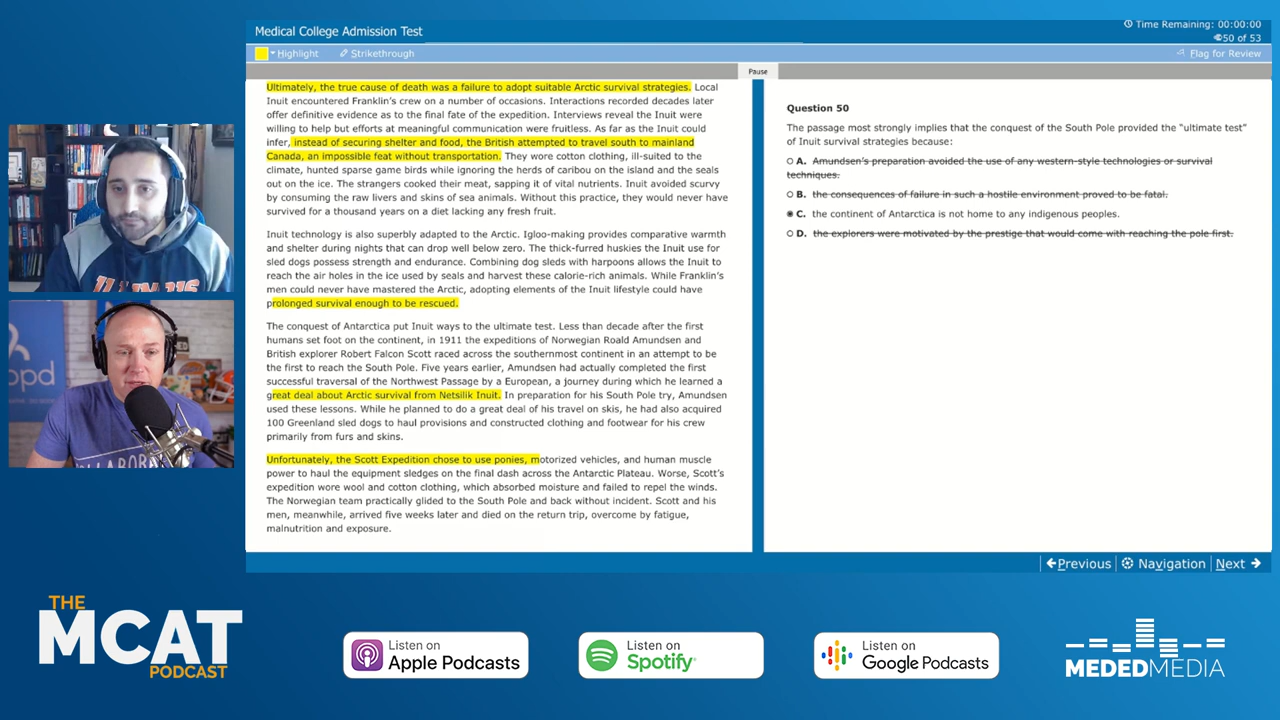 Medical College Admission Test
Time Remaining: 00:00:00
50 of 53
Highlight
Strikethrough
Flag for Review
Pause
Ultimately, the true cause of death was a failure to adopt suitable Arctic survival strategies. Local
Inuit encountered Franklin's crew on a number of occasions. Interactions recorded decades later
offer definitive evidence as to the final fate of the expedition. Interviews reveal the Inuit were
willing to help but efforts at meaningful communication were fruitless. As far as the Inuit could
infer, instead of securing shelter and food, the British attempted to travel south to mainland
Canada, an impossible feat without transportation. They wore cotton clothing, ill-suited to the
climate, hunted sparse game birds while ignoring the herds of caribou on the island and the seals
out on the ice. The strangers cooked their meat, sapping it of vital nutrients. Inuit avoided scurvy
by consuming the raw livers and skins of sea animals. Without this practice, they would never have
survived for a thousand years on a diet lacking any fresh fruit.
Inuit technology is also superbly adapted to the Arctic. Igloo-making provides comparative warmth
and shelter during nights that can drop well below zero. The thick-furred huskies the Inuit use for
sled dogs possess strength and endurance. Combining dog sleds with harpoons allows the Inuit to
reach the air holes in the ice used by seals and harvest these calorie-rich animals. While Franklin's
men could never have mastered the Arctic, adopting elements of the Inuit lifestyle could have
prolonged survival enough to be rescued.
The conquest of Antarctica put Inuit ways to the ultimate test. Less than decade after the first
humans set foot on the continent, in 1911 the expeditions of Norwegian Roald Amundsen and
British explorer Robert Falcon Scott raced across the southernmost continent in an attempt to be
the first to reach the South Pole. Five years earlier, Amundsen had actually completed the first
successful traversal of the Northwest Passage by a European, a journey during which he learned a
great deal about Arctic survival from Netsilik Inuit. In preparation for his South Pole try, Amundsen
used these lessons. While he planned to do a great deal of his travel on skis, he had also acquired
100 Greenland sled dogs to haul provisions and constructed clothing and footwear for his crew
primarily from furs and skins.
Unfortunately, the Scott Expedition chose to use ponies, motorized vehicles, and human muscle
power to haul the equipment sledges on the final dash across the Antarctic Plateau. Worse, Scott's
expedition wore wool and cotton clothing, which absorbed moisture and failed to repel the winds.
The Norwegian team practically glided to the South Pole and back without incident. Scott and his
men, meanwhile, arrived five weeks later and died on the return trip, overcome by fatigue,
malnutrition and exposure.
Question 50
The passage most strongly implies that the conquest of the South Pole provided the "ultimate test"
of Inuit survival strategies because:
A. Amundsen's preparation avoided the use of any western-style technologies or survival
techniques.
B. the consequences of failure in such a hostile environment proved to be fatal.
C. the continent of Antarctica is not home to any indigenous peoples.
D. the explorers were motivated by the prestige that would come with reaching the pole first.
Previous
Navigation
Next
THE
MCAT
PODCAST
Listen on
Apple Podcasts
Listen on
Spotify
Listen on
Google Podcasts
MEDEDMEDIA